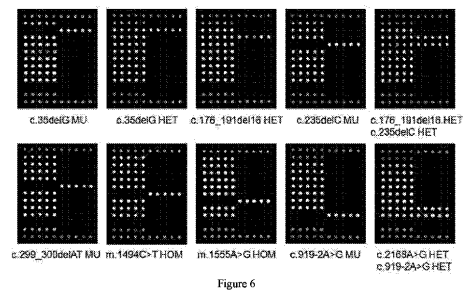 c.35delG MU
c.35delG HET
c.176_191del16 HET
c.235delC MU
c.176_191del16 HET
c.235delC HET
c.299_300delAT MU
m.1494C>T HOM
m.1555A>G HOM
c.919-2A>G MU
c.2168A>G HET
c.919-2A>G HET
Figure 6